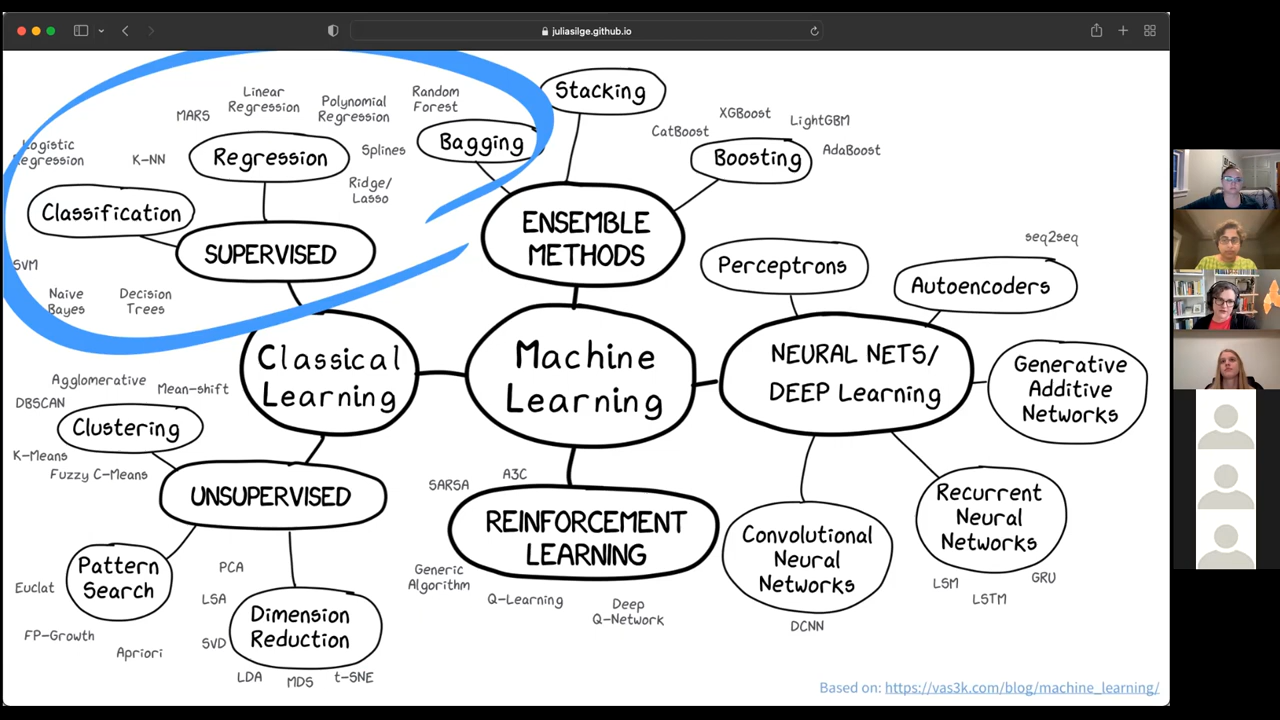 juliasilge.github.io
Stacking
Linear
Regression
Random
Forest
Polynomial
Regression
MARS
XGBoost
LightGBM
CatBoost
Logistic
Regression
K-NN
Regression
Splines
Bagging
Boosting
AdaBoost
Ridge/
Lasso
Classification
ENSEMBLE
METHODS
SUPERVISED
SVM
Naive
Bayes
Decision
Trees
Perceptrons
seq2seq
Autoencoders
Classical
Learning
Machine
Learning
NEURAL NETS/
DEEP Learning
Generative
Additive
Networks
Agglomerative
Mean-shift
DBSCAN
Clustering
K-Means
Fuzzy C-Means
UNSUPERVISED
SARSA
A3C
REINFORCEMENT
LEARNING
Convolutional
Neural
Networks
Recurrent
Neural
Networks
Pattern
Search
PCA
Euclat
LSA
Generic
Algorithm
Q-Learning
Deep
Q-Network
LSM
LSTM
GRU
DCNN
Dimension
Reduction
FP-Growth
SVD
Apriori
LDA
MDS
t-SNE
Based on: https://vas3k.com/blog/machine_learning/